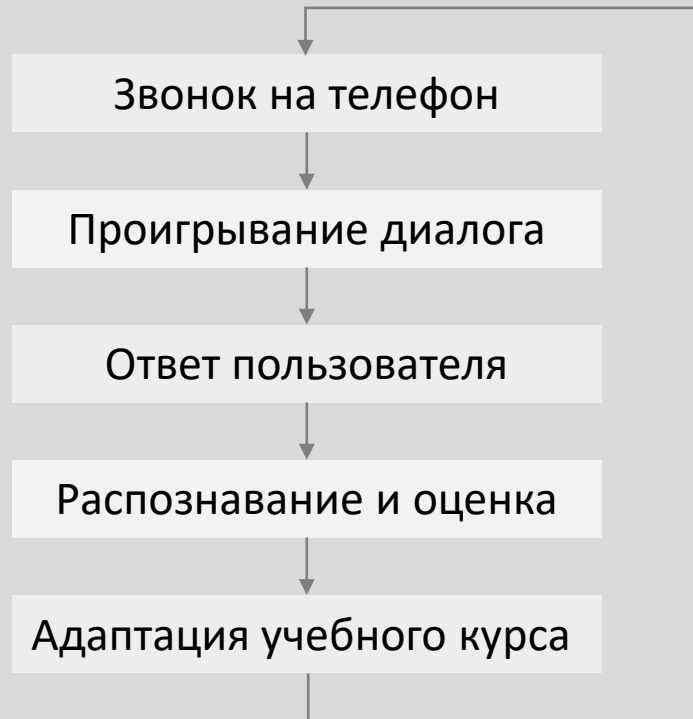 Звонок на телефон
Проигрывание диалога
Ответ пользователя
Распознавание и оценка
Адаптация учебного курса